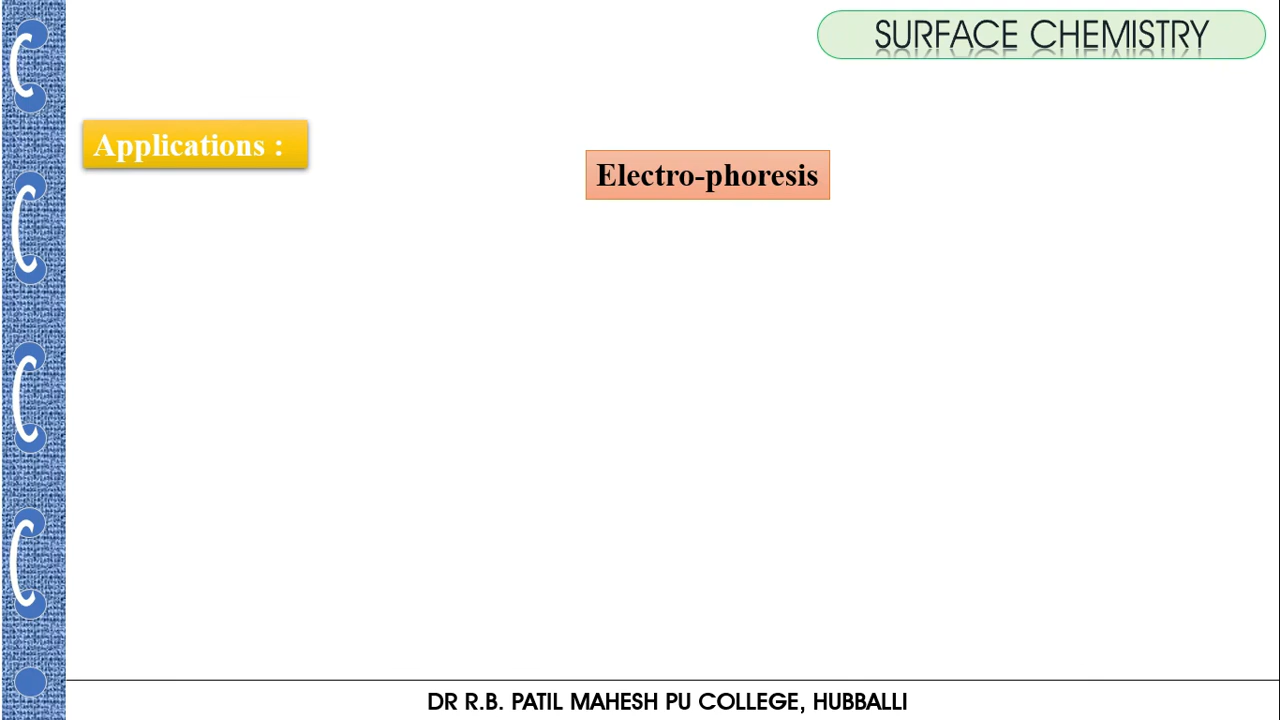 SURFACE CHEMISTRY
Applications :
Electro-phoresis
DR R.B. PATIL MAHESH PU COLLEGE, HUBBALLI